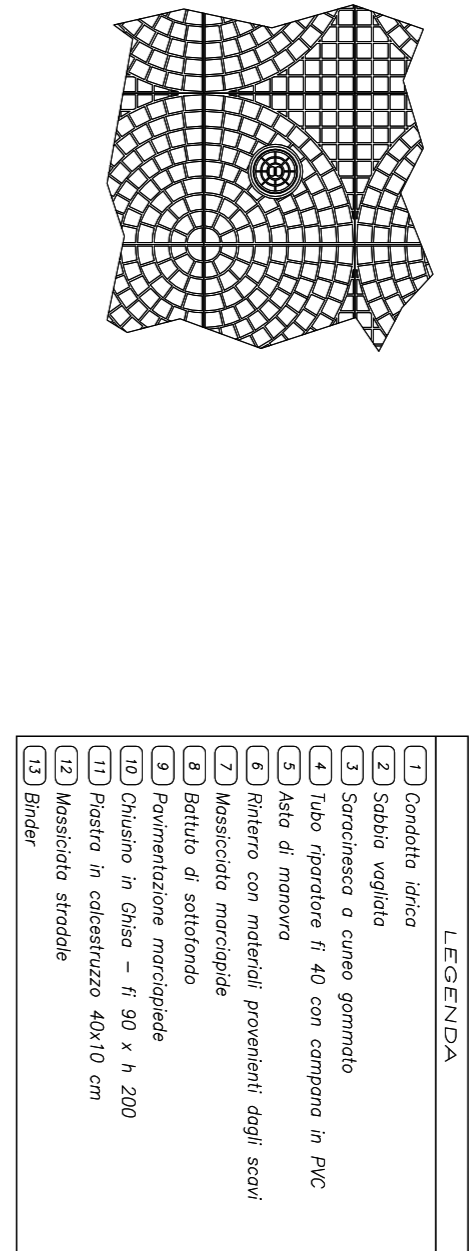 LEGENDA
1 Condotta idrica
2 Sabbia vagliata
3 Saracinesca a cuneo gommato
4 Tubo riparatore fi 40 con campana in PVC
5 Asta di manovra
6 Rinterro con materiali provenienti dagli scavi
7 Massicciata marciapide
8 Battuto di sottofondo
9 Pavimentazione marciapiede
10 Chiusino in Ghisa - fi 90 x h 200
11 Piastra in calcestruzzo 40x10 cm
12 Massiciata stradale
13 Binder